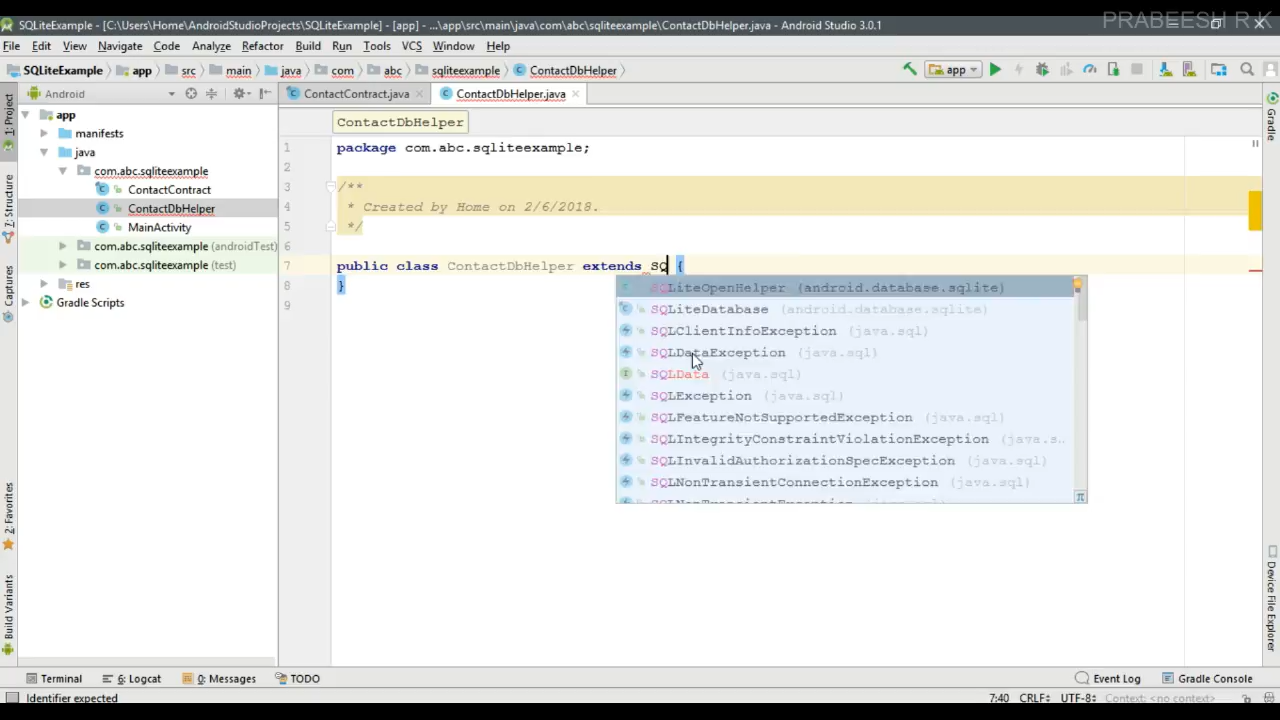 PRABEESH R K
SQLiteExample - [C:\Users\Home\AndroidStudioProjects\SQLiteExample] - [app] - ...\app\src\main\java\com\abc\sqliteexample\ContactDbHelper.java - Android Studio 3.0.1
File Edit View Navigate Code Analyze Refactor Build Run Tools VCS Window Help
SQLiteExample app src main java com abc sqliteexample ContactDbHelper app
Android ContactContract.java ContactDbHelper.java
1: Project
7: Structure
Captures
2: Favorites
Build Variants
app
manifests
java
com.abc.sqliteexample
ContactContract
ContactDbHelper
MainActivity
com.abc.sqliteexample (androidTest)
com.abc.sqliteexample (test)
res
Gradle Scripts
ContactDbHelper
1 package com.abc.sqliteexample;
2
3 /**
4 * Created by Home on 2/6/2018.
5 */
6
7 public class ContactDbHelper extends SQ {
8 }
9
SQLiteOpenHelper (android.database.sqlite)
SQLiteDatabase (android.database.sqlite)
SQLClientInfoException (java.sql)
SQLDataException (java.sql)
SQLData (java.sql)
SQLException (java.sql)
SQLFeatureNotSupportedException (java.sql)
SQLIntegrityConstraintViolationException (java.s…
SQLInvalidAuthorizationSpecException (java.sql)
SQLNonTransientConnectionException (java.sql)
SQLNonTransientException (java.sql)
Gradle
Device File Explorer
Terminal 6: Logcat 0: Messages TODO Event Log Gradle Console
Identifier expected 7:40 CRLF UTF-8 Context: <no context>